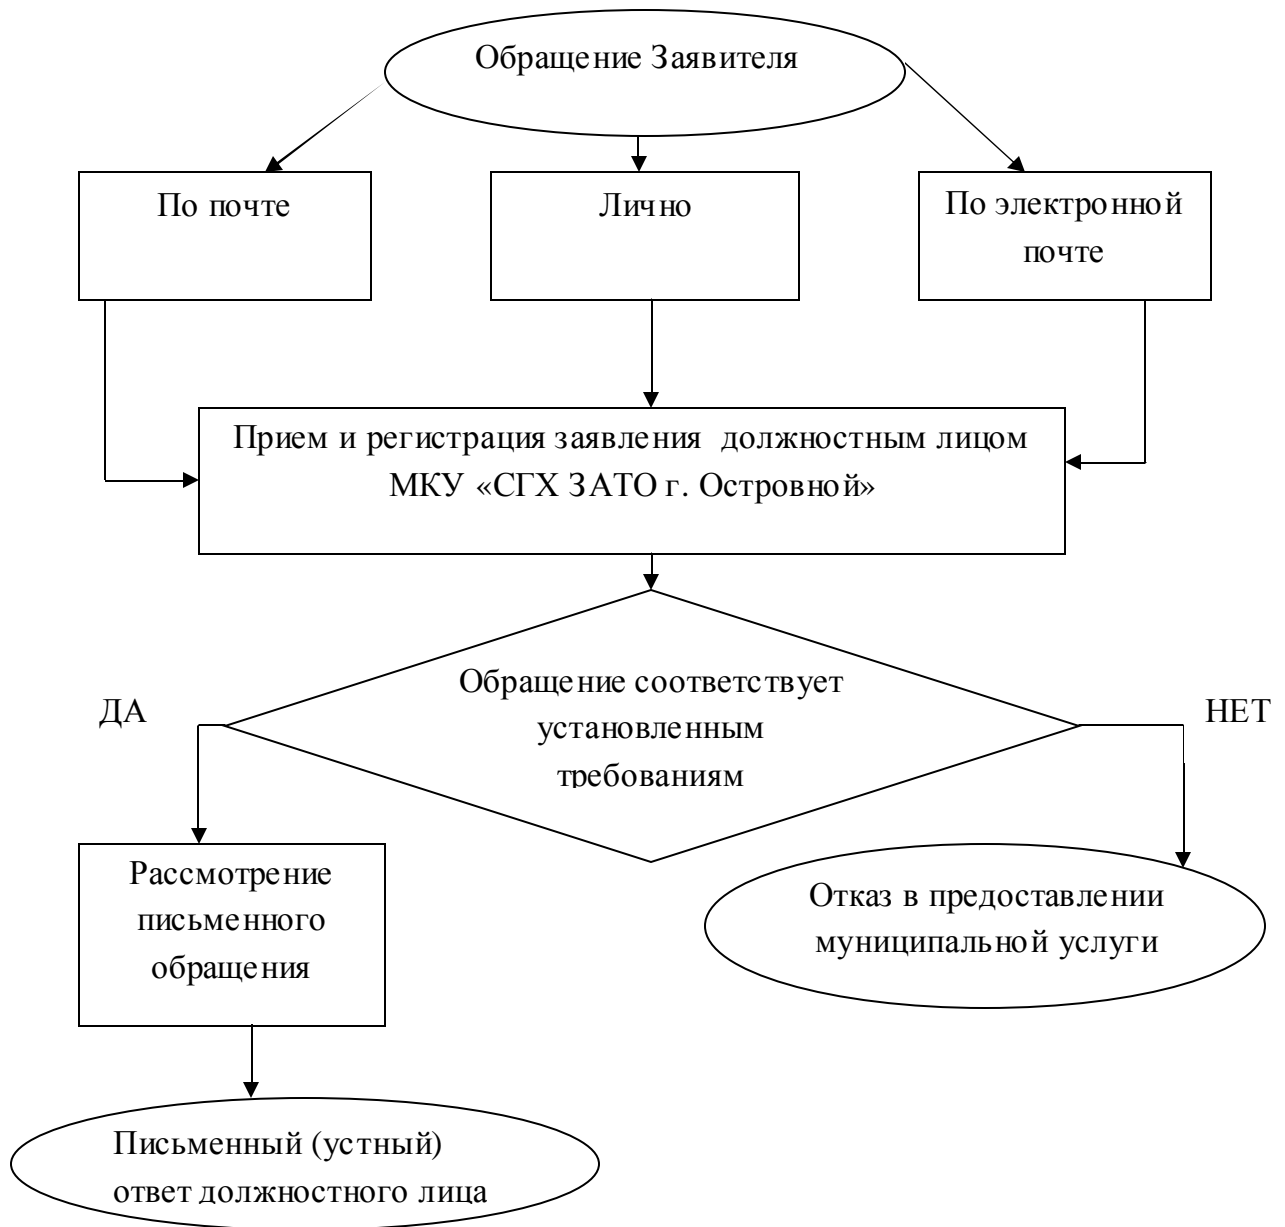 Обращение Заявителя
По почте
Лично
По электронной
почте
Прием и регистрация заявления должностным лицом
МКУ «СГХ ЗАТО г. Островной»
Обращение соответствует
установленным
требованиям
ДА
НЕТ
Рассмотрение
письменного
обращения
Отказ в предоставлении
муниципальной услуги
Письменный (устный)
ответ должностного лица